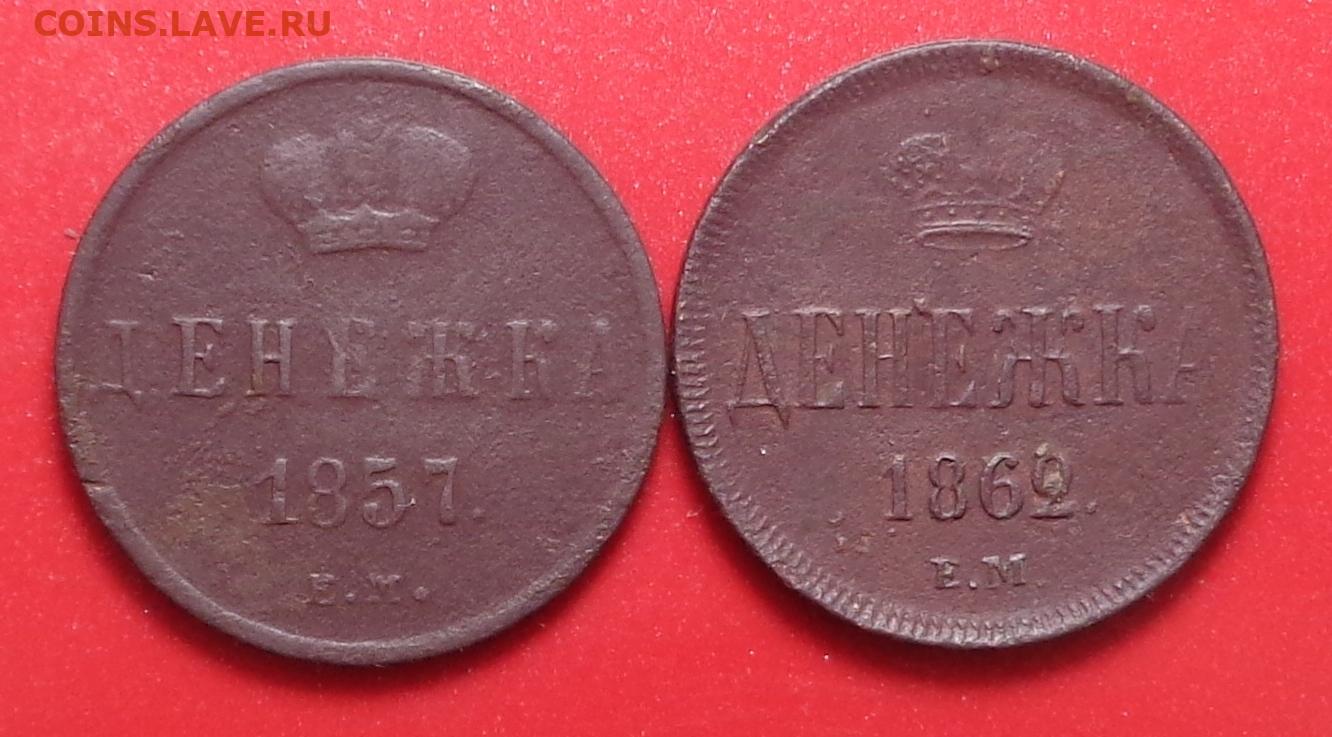 COINS.LAVE.RU
ДЕНЕЖКА
1857.
Е.М.
ДЕНЕЖКА
1862.
Е.М